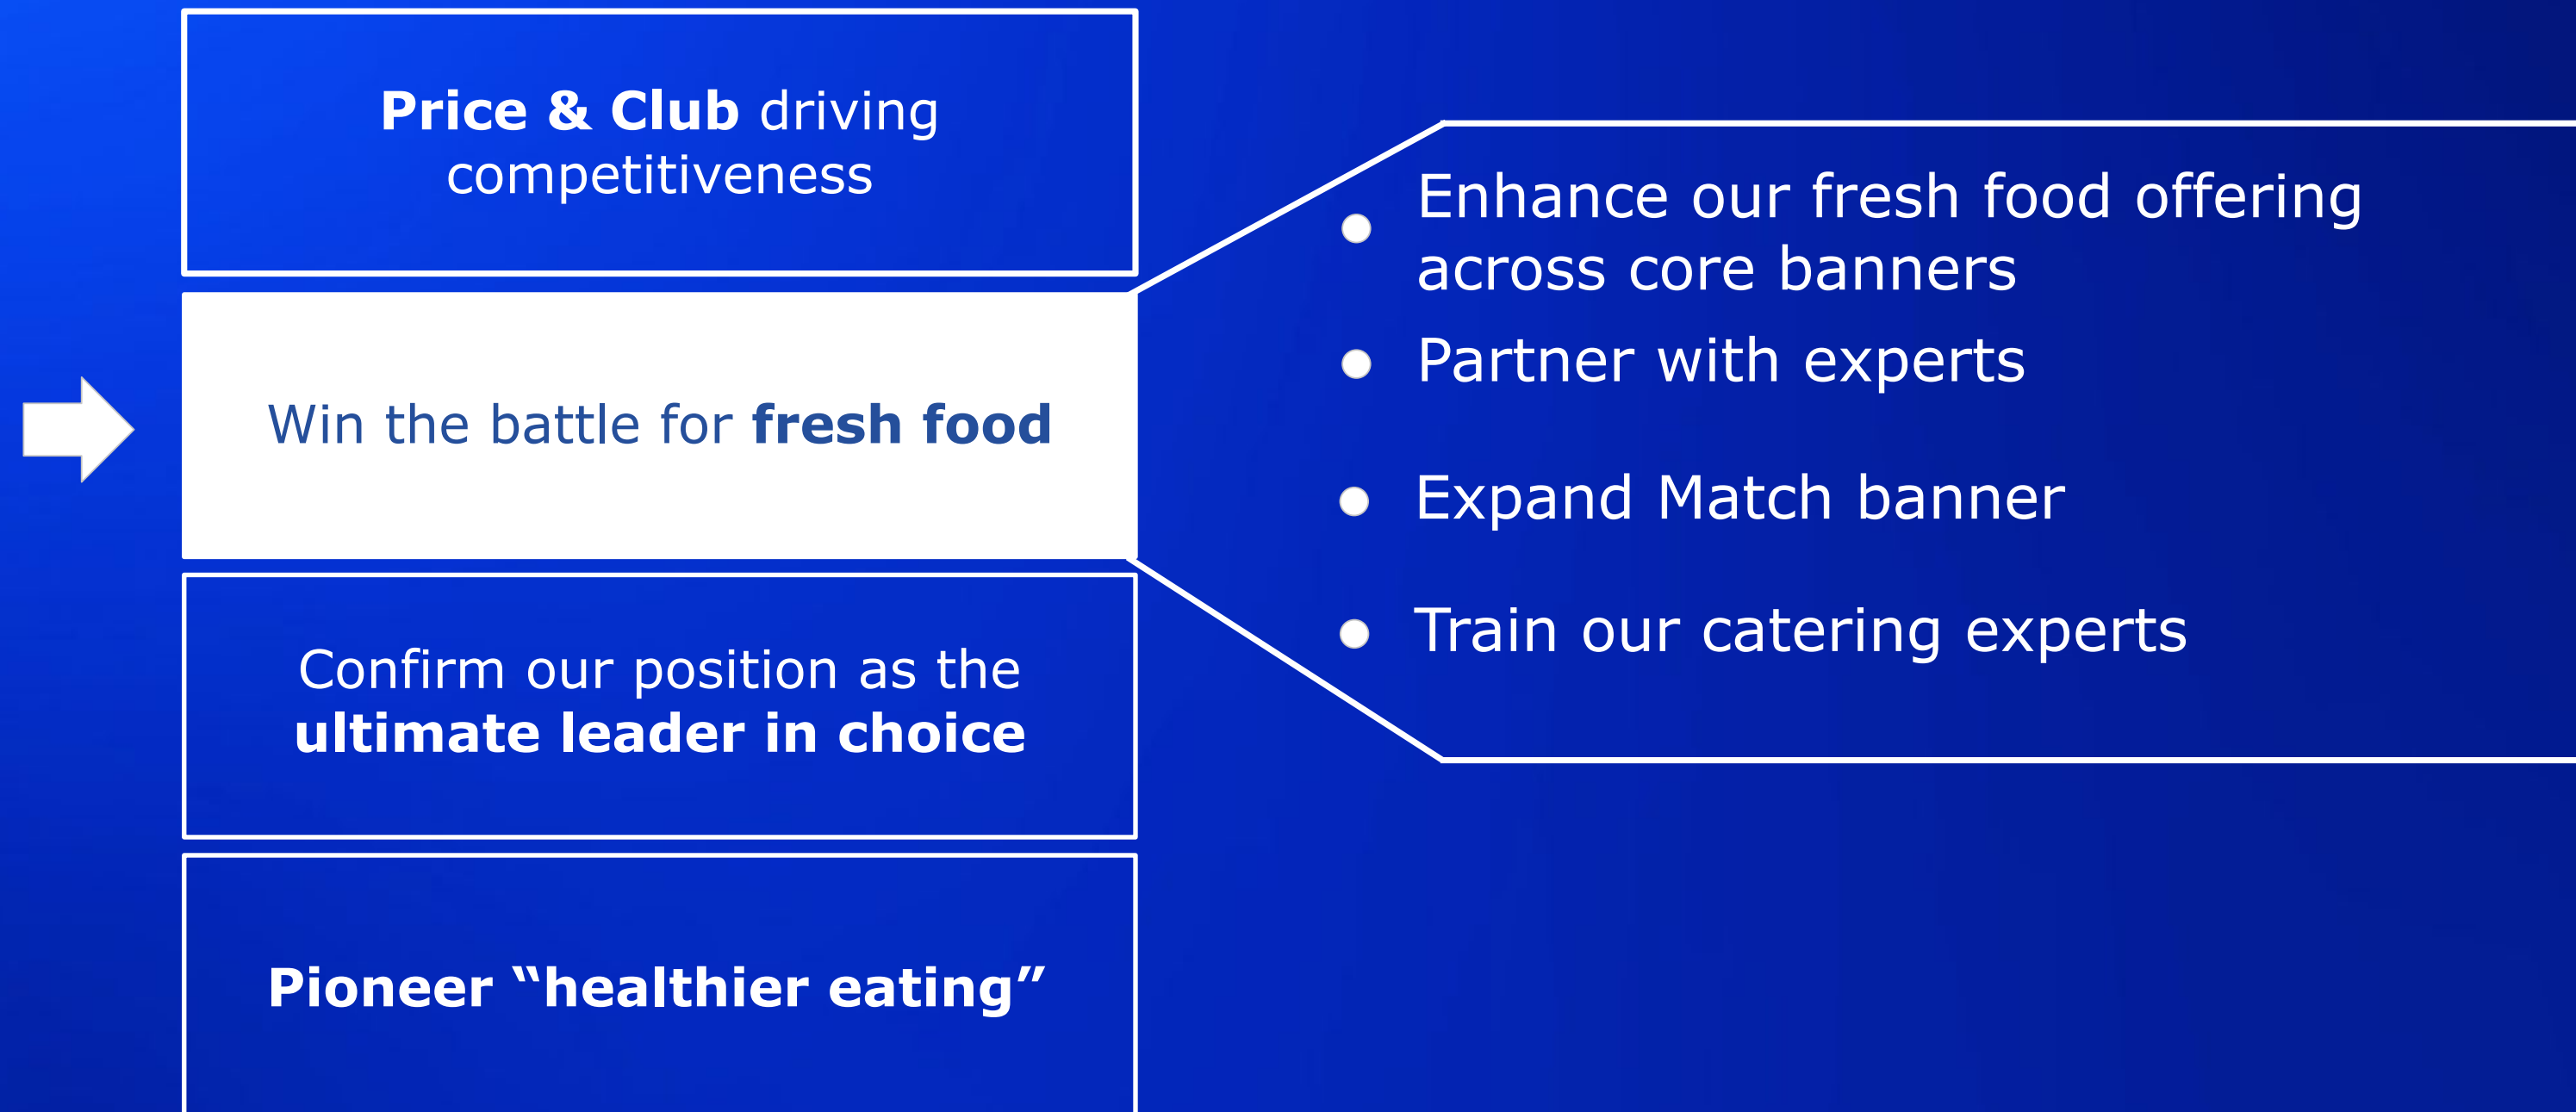 Price & Club driving
competitiveness
Win the battle for fresh food
Confirm our position as the
ultimate leader in choice
Pioneer “healthier eating”
Enhance our fresh food offering
across core banners
Partner with experts
Expand Match banner
Train our catering experts